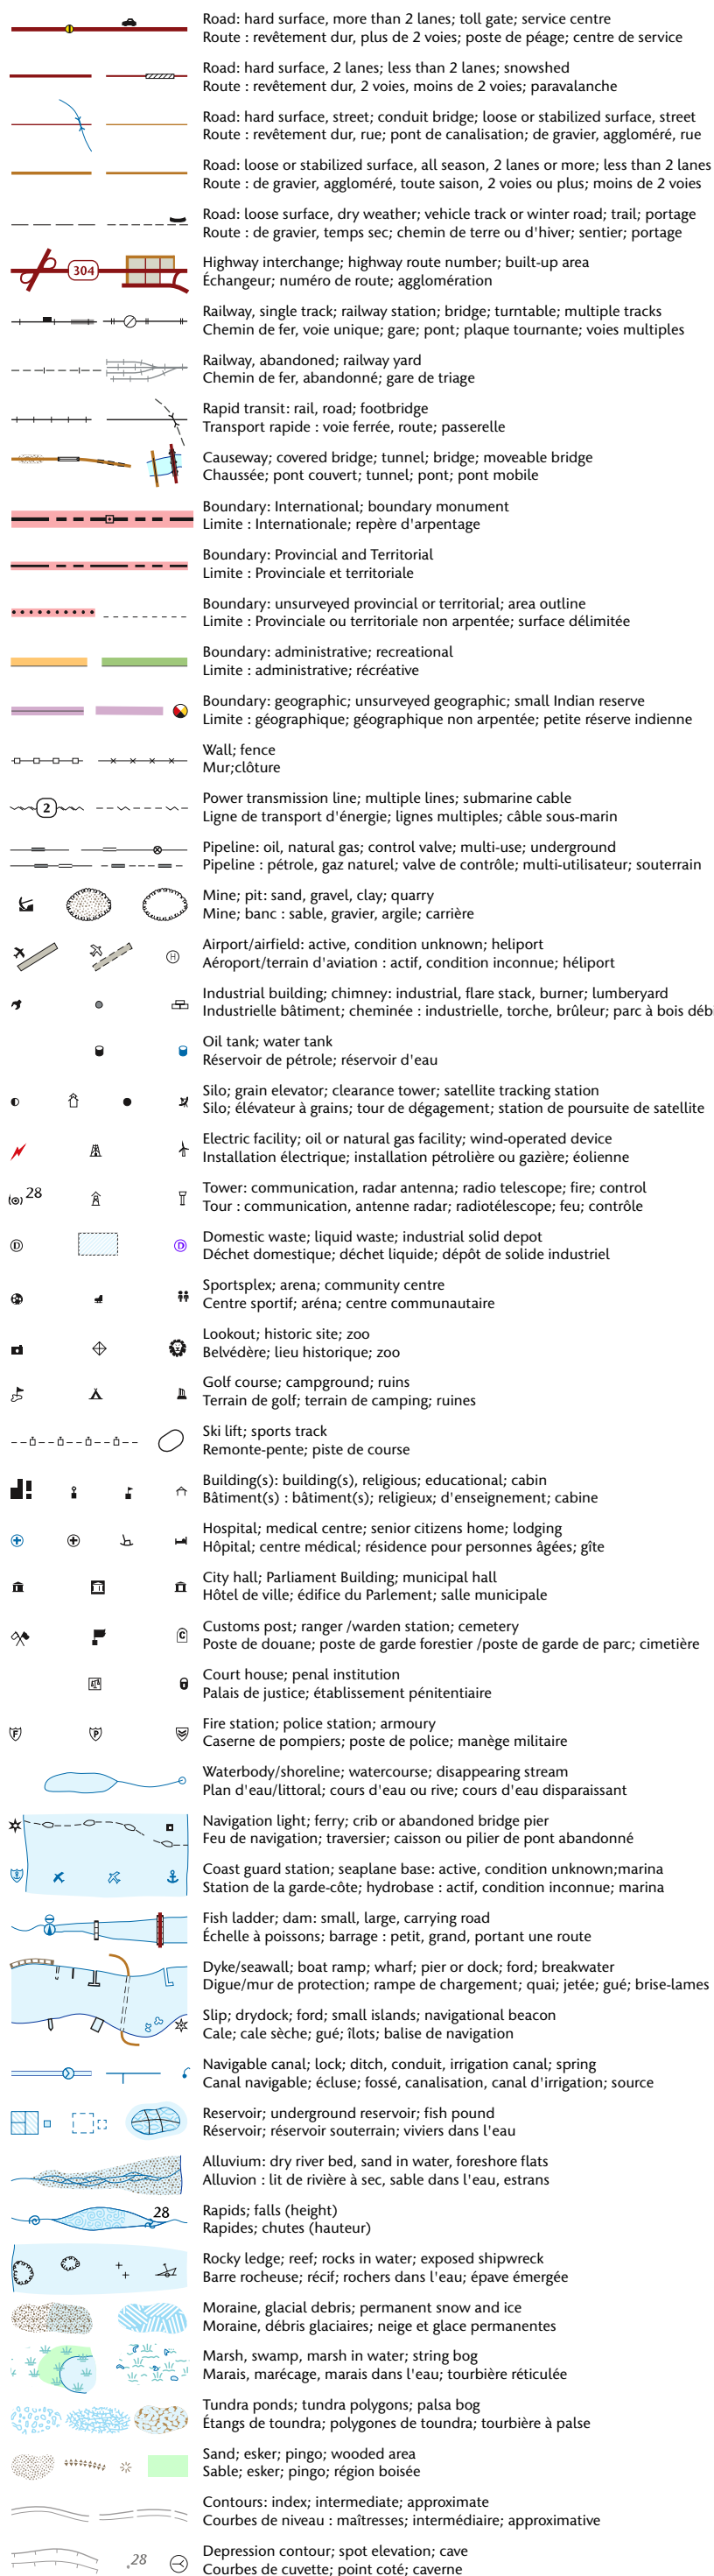 Road: hard surface, more than 2 lanes; toll gate; service centre
Route : revêtement dur, plus de 2 voies; poste de péage; centre de service
Road: hard surface, 2 lanes; less than 2 lanes; snowshed
Route : revêtement dur, 2 voies, moins de 2 voies; paravalanche
Road: hard surface, street; conduit bridge; loose or stabilized surface, street
Route : revêtement dur, rue; pont de canalisation; de gravier, aggloméré, rue
Road: loose or stabilized surface, all season, 2 lanes or more; less than 2 lanes
Route : de gravier, aggloméré, toute saison, 2 voies ou plus; moins de 2 voies
Road: loose surface, dry weather; vehicle track or winter road; trail; portage
Route : de gravier, temps sec; chemin de terre ou d'hiver; sentier; portage
304
Highway interchange; highway route number; built-up area
Échangeur; numéro de route; agglomération
Railway, single track; railway station; bridge; turntable; multiple tracks
Chemin de fer, voie unique; gare; pont; plaque tournante; voies multiples
Railway, abandoned; railway yard
Chemin de fer, abandonné; gare de triage
Rapid transit: rail, road; footbridge
Transport rapide : voie ferrée, route; passerelle
Causeway; covered bridge; tunnel; bridge; moveable bridge
Chaussée; pont couvert; tunnel; pont; pont mobile
Boundary: International; boundary monument
Limite : Internationale; repère d'arpentage
Boundary: Provincial and Territorial
Limite : Provinciale et territoriale
Boundary: unsurveyed provincial or territorial; area outline
Limite : Provinciale ou territoriale non arpentée; surface délimitée
Boundary: administrative; recreational
Limite : administrative; récréative
Boundary: geographic; unsurveyed geographic; small Indian reserve
Limite : géographique; géographique non arpentée; petite réserve indienne
Wall; fence
Mur;clôture
2
Power transmission line; multiple lines; submarine cable
Ligne de transport d'énergie; lignes multiples; câble sous-marin
Pipeline: oil, natural gas; control valve; multi-use; underground
Pipeline : pétrole, gaz naturel; valve de contrôle; multi-utilisateur; souterrain
Mine; pit: sand, gravel, clay; quarry
Mine; banc : sable, gravier, argile; carrière
H
Airport/airfield: active, condition unknown; heliport
Aéroport/terrain d'aviation : actif, condition inconnue; héliport
Industrial building; chimney: industrial, flare stack, burner; lumberyard
Industrielle bâtiment; cheminée : industrielle, torche, brûleur; parc à bois déb
Oil tank; water tank
Réservoir de pétrole; réservoir d'eau
Silo; grain elevator; clearance tower; satellite tracking station
Silo; élévateur à grains; tour de dégagement; station de poursuite de satellite
Electric facility; oil or natural gas facility; wind-operated device
Installation électrique; installation pétrolière ou gazière; éolienne
28
Tower: communication, radar antenna; radio telescope; fire; control
Tour : communication, antenne radar; radiotélescope; feu; contrôle
D D
Domestic waste; liquid waste; industrial solid depot
Déchet domestique; déchet liquide; dépôt de solide industriel
Sportsplex; arena; community centre
Centre sportif; aréna; centre communautaire
Lookout; historic site; zoo
Belvédère; lieu historique; zoo
Golf course; campground; ruins
Terrain de golf; terrain de camping; ruines
Ski lift; sports track
Remonte-pente; piste de course
Building(s): building(s), religious; educational; cabin
Bâtiment(s) : bâtiment(s); religieux; d'enseignement; cabine
Hospital; medical centre; senior citizens home; lodging
Hôpital; centre médical; résidence pour personnes âgées; gîte
City hall; Parliament Building; municipal hall
Hôtel de ville; édifice du Parlement; salle municipale
C
Customs post; ranger /warden station; cemetery
Poste de douane; poste de garde forestier /poste de garde de parc; cimetière
Court house; penal institution
Palais de justice; établissement pénitentiaire
F P
Fire station; police station; armoury
Caserne de pompiers; poste de police; manège militaire
Waterbody/shoreline; watercourse; disappearing stream
Plan d'eau/littoral; cours d'eau ou rive; cours d'eau disparaissant
Navigation light; ferry; crib or abandoned bridge pier
Feu de navigation; traversier; caisson ou pilier de pont abandonné
Coast guard station; seaplane base: active, condition unknown;marina
Station de la garde-côte; hydrobase : actif, condition inconnue; marina
Fish ladder; dam: small, large, carrying road
Échelle à poissons; barrage : petit, grand, portant une route
Dyke/seawall; boat ramp; wharf; pier or dock; ford; breakwater
Digue/mur de protection; rampe de chargement; quai; jetée; gué; brise-lames
Slip; drydock; ford; small islands; navigational beacon
Cale; cale sèche; gué; îlots; balise de navigation
Navigable canal; lock; ditch, conduit, irrigation canal; spring
Canal navigable; écluse; fossé, canalisation, canal d'irrigation; source
Reservoir; underground reservoir; fish pound
Réservoir; réservoir souterrain; viviers dans l'eau
Alluvium: dry river bed, sand in water, foreshore flats
Alluvion : lit de rivière à sec, sable dans l'eau, estrans
28
Rapids; falls (height)
Rapides; chutes (hauteur)
Rocky ledge; reef; rocks in water; exposed shipwreck
Barre rocheuse; récif; rochers dans l'eau; épave émergée
Moraine, glacial debris; permanent snow and ice
Moraine, débris glaciaires; neige et glace permanentes
Marsh, swamp, marsh in water; string bog
Marais, marécage, marais dans l'eau; tourbière réticulée
Tundra ponds; tundra polygons; palsa bog
Étangs de toundra; polygones de toundra; tourbière à palse
Sand; esker; pingo; wooded area
Sable; esker; pingo; région boisée
Contours: index; intermediate; approximate
Courbes de niveau : maîtresses; intermédiaire; approximative
.28
Depression contour; spot elevation; cave
Courbes de cuvette; point coté; caverne